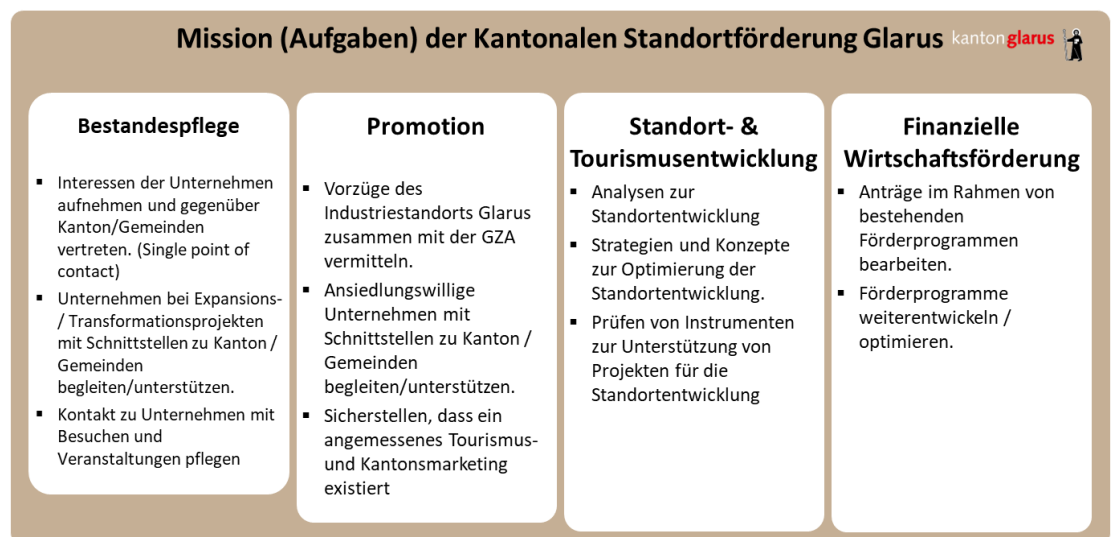 Mission (Aufgaben) der Kantonalen Standortförderung Glarus
kanton glarus
Bestandespflege
▪ Interessen der Unternehmen
aufnehmen und gegenüber
Kanton/Gemeinden
vertreten. (Single point of
contact)
▪ Unternehmen bei Expansions-
/ Transformationsprojekten
mit Schnittstellen zu Kanton /
Gemeinden
begleiten/unterstützen.
▪ Kontakt zu Unternehmen mit
Besuchen und
Veranstaltungen pflegen
Promotion
▪ Vorzüge des
Industriestandorts Glarus
zusammen mit der GZA
vermitteln.
▪ Ansiedlungswillige
Unternehmen mit
Schnittstellen zu Kanton /
Gemeinden
begleiten/unterstützen.
▪ Sicherstellen, dass ein
angemessenes Tourismus-
und Kantonsmarketing
existiert
Standort- &
Tourismusentwicklung
▪ Analysen zur
Standortentwicklung
▪ Strategien und Konzepte
zur Optimierung der
Standortentwicklung.
▪ Prüfen von Instrumenten
zur Unterstützung von
Projekten für die
Standortentwicklung
Finanzielle
Wirtschaftsförderung
▪ Anträge im Rahmen von
bestehenden
Förderprogrammen
bearbeiten.
▪ Förderprogramme
weiterentwickeln /
optimieren.